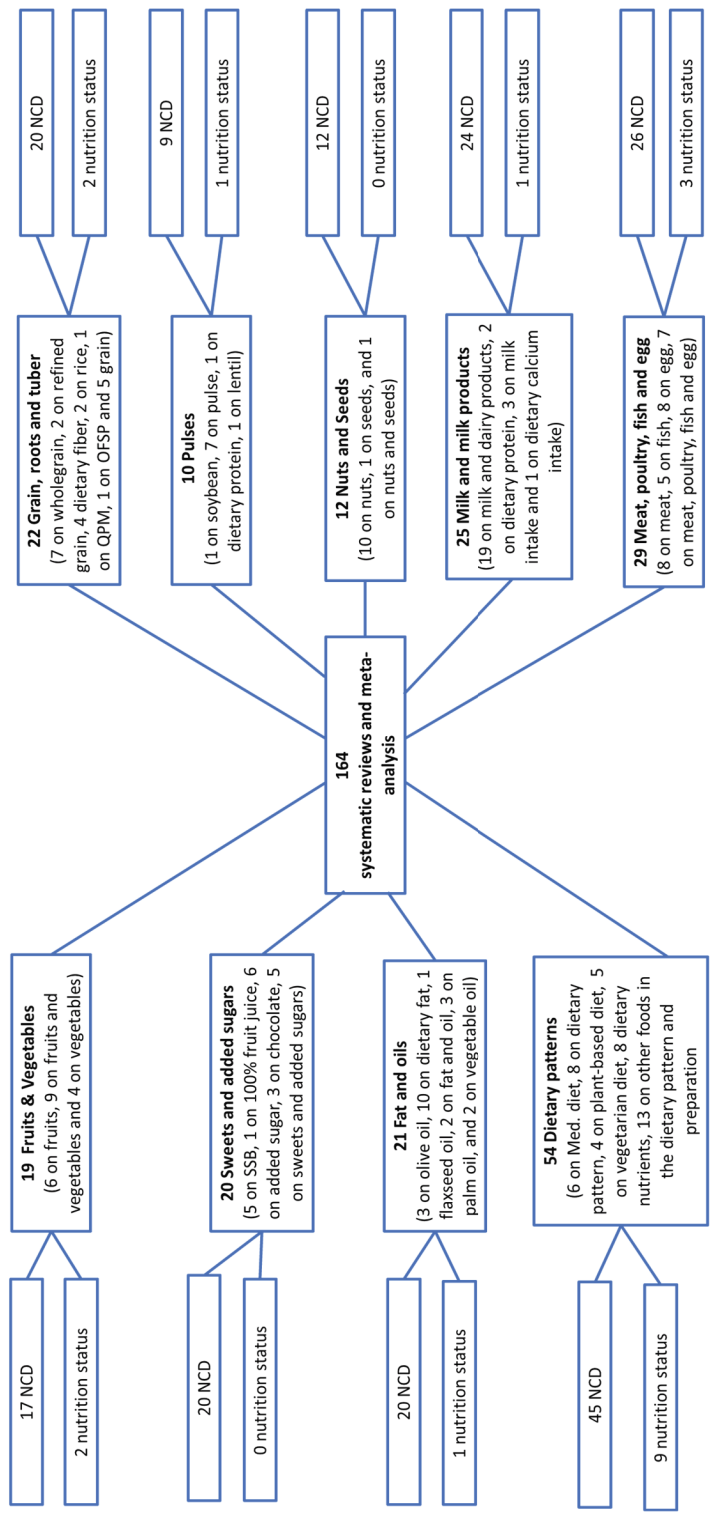 17 NCD
2 nutrition status
19  Fruits & Vegetables
(6 on fruits, 9 on fruits and
vegetables and 4 on vegetables)
20 NCD
0 nutrition status
20 Sweets and added sugars
(5 on SSB, 1 on 100% fruit juice, 6
on added sugar, 3 on chocolate, 5
on sweets and added sugars)
20 NCD
1 nutrition status
21 Fat and oils
(3 on olive oil, 10 on dietary fat, 1
flaxseed oil, 2 on fat and oil, 3 on
palm oil, and 2 on vegetable oil)
45 NCD
9 nutrition status
54 Dietary patterns
(6 on Med. diet, 8 on dietary
pattern, 4 on plant-based diet, 5
on vegetarian diet, 8 dietary
nutrients, 13 on other foods in
the dietary pattern and
preparation
164
systematic reviews and meta-
analysis
22 Grain, roots and tuber
(7 on wholegrain, 2 on refined
grain, 4 dietary fiber, 2 on rice, 1
on QPM, 1 on OFSP and 5 grain)
20 NCD
2 nutrition status
10 Pulses
(1 on soybean, 7 on pulse, 1 on
dietary protein, 1 on lentil)
9 NCD
1 nutrition status
12 Nuts and Seeds
(10 on nuts, 1 on seeds, and 1
on nuts and seeds)
12 NCD
0 nutrition status
25 Milk and milk products
(19 on milk and dairy products, 2
on dietary protein, 3 on milk
intake and 1 on dietary calcium
intake)
24 NCD
1 nutrition status
29 Meat, poultry, fish and egg
(8 on meat, 5 on fish, 8 on egg, 7
on meat, poultry, fish and egg)
26 NCD
3 nutrition status